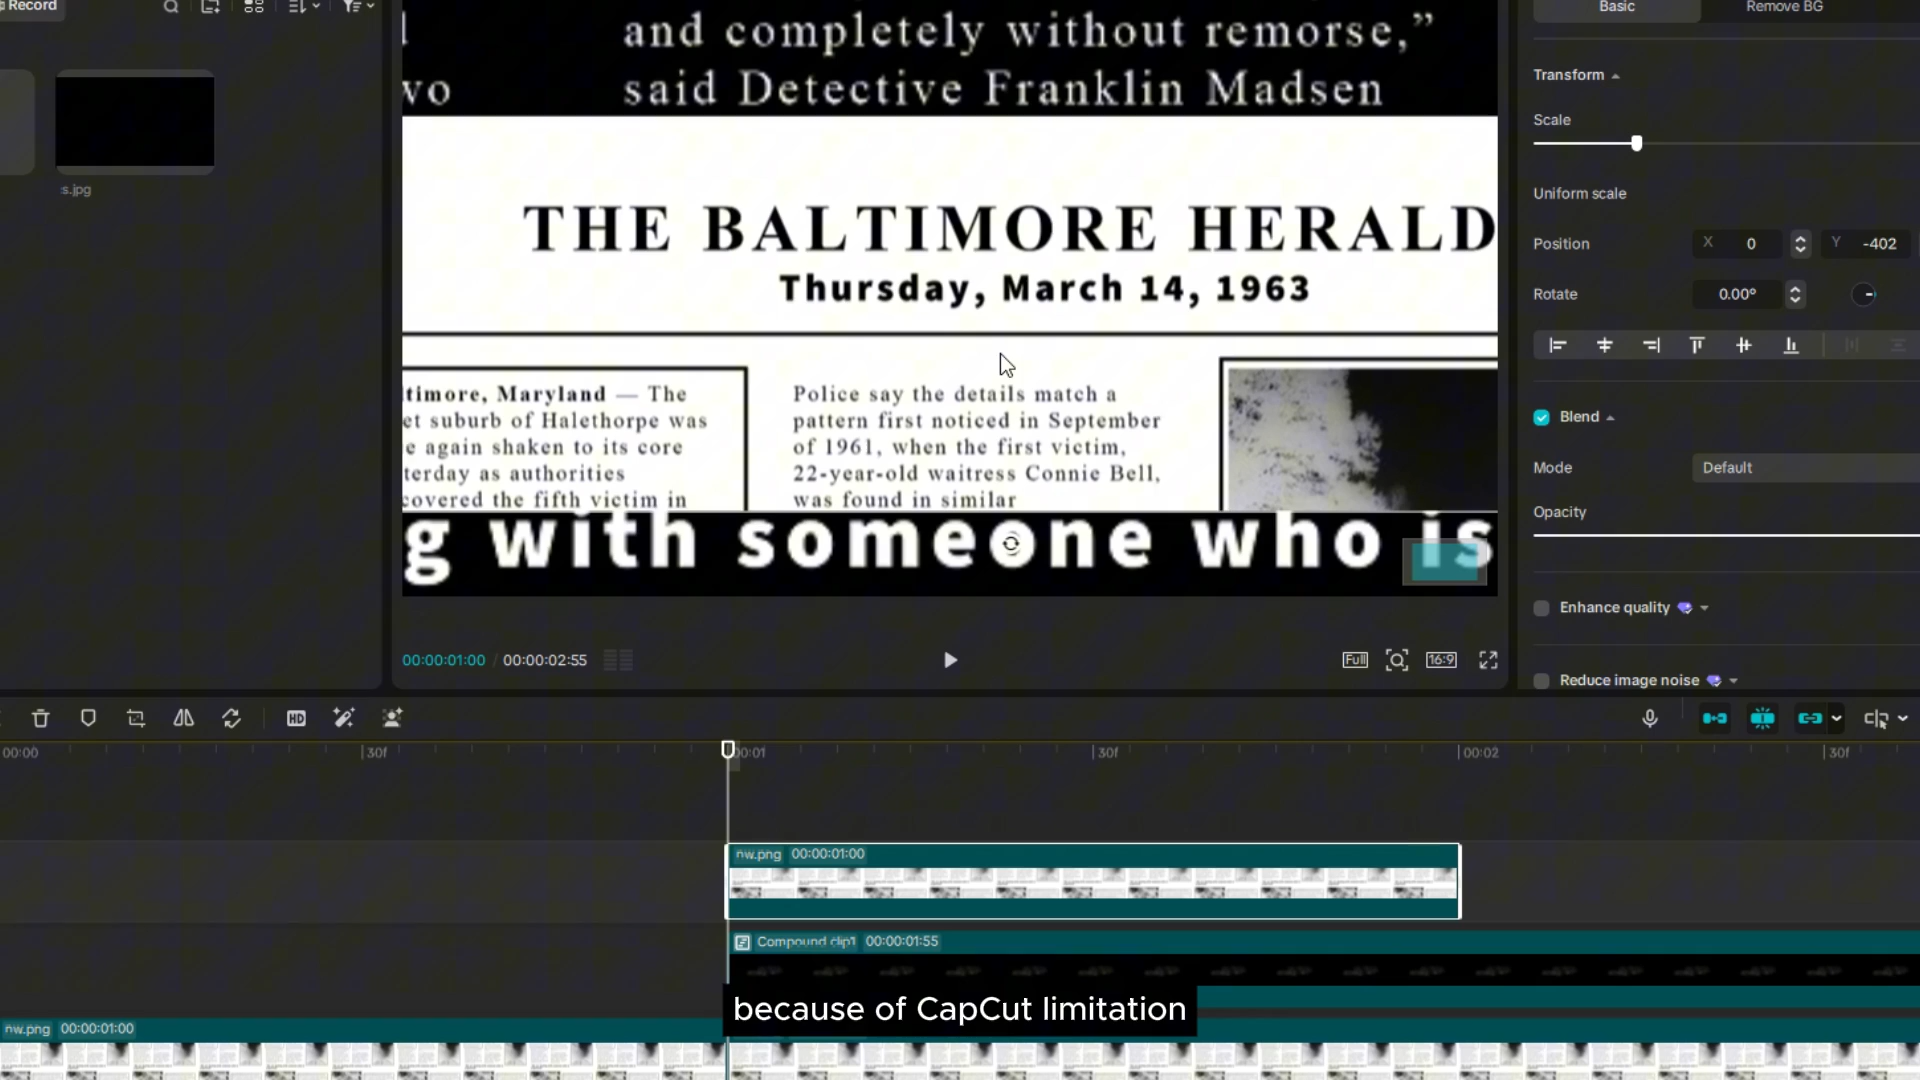 Record
s.jpg
and completely without remorse,”
vo said Detective Franklin Madsen
THE BALTIMORE HERALD
Thursday, March 14, 1963
timore, Maryland — The
et suburb of Halethorpe was
e again shaken to its core
terday as authorities
covered the fifth victim in
Police say the details match a
pattern first noticed in September
of 1961, when the first victim,
22-year-old waitress Connie Bell,
was found in similar
g with someone who is
00:00:01:00 / 00:00:02:55
Full
16:9
Basic
Remove BG
Transform
Scale
Uniform scale
Position X 0 Y -402
Rotate 0.00°
Blend
Mode Default
Opacity
Enhance quality
Reduce image noise
HD
00:00 30f 00:01 30f 00:02 30f
nw.png 00:00:01:00
Compound clip1 00:00:01:55
because of CapCut limitation
nw.png 00:00:01:00